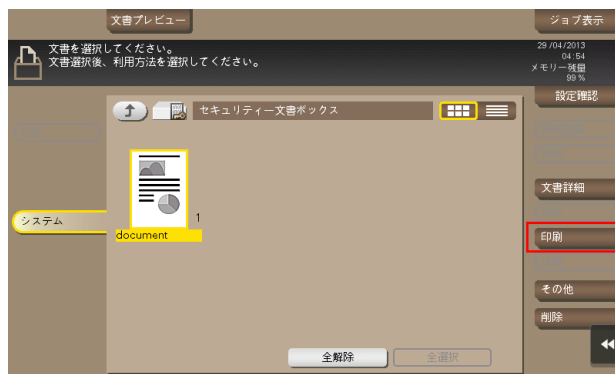 文書プレビュー
ジョブ表示
文書を選択してください。
文書選択後、利用方法を選択してください。
29 /04/2013
04:54
メモリー残量
99 %
設定確認
セキュリティー文書ボックス
文書詳細
1
システム
document
印刷
その他
削除
全解除
全選択